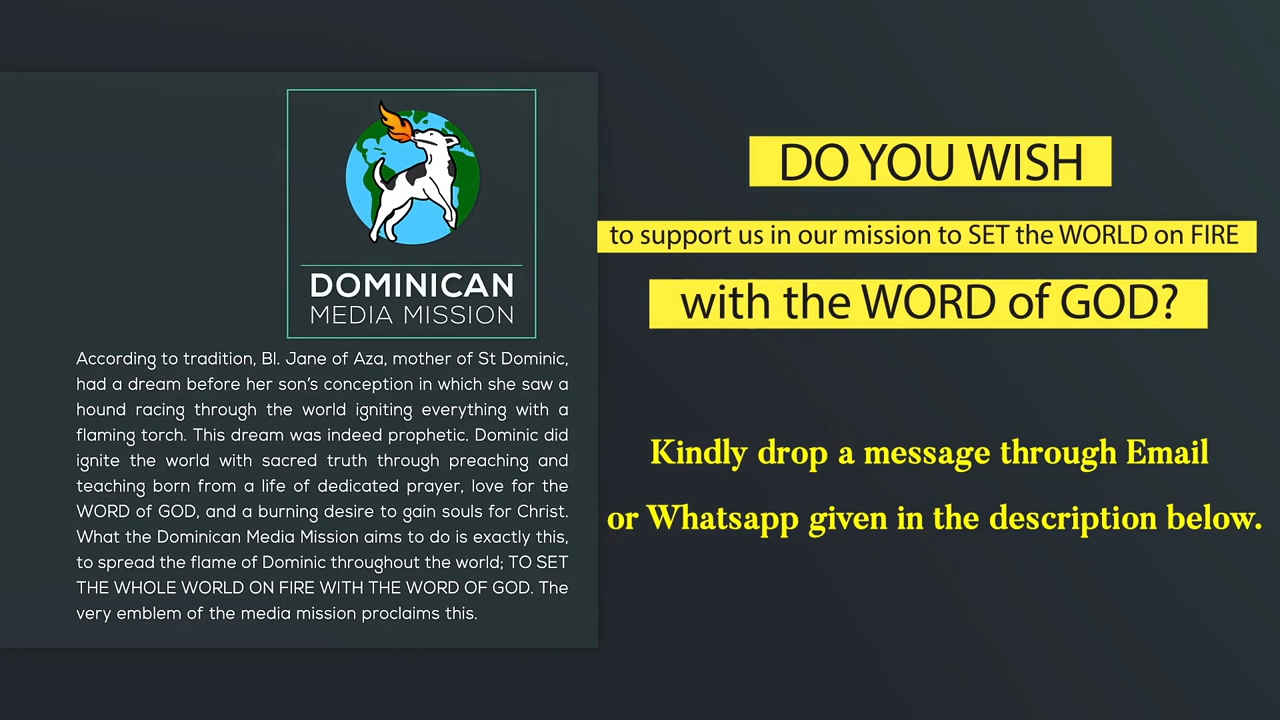 DOMINICAN
MEDIA MISSION
According to tradition, Bl. Jane of Aza, mother of St Dominic,
had a dream before her son's conception in which she saw a
hound racing through the world igniting everything with a
flaming torch. This dream was indeed prophetic. Dominic did
ignite the world with sacred truth through preaching and
teaching born from a life of dedicated prayer, love for the
WORD of GOD, and a burning desire to gain souls for Christ.
What the Dominican Media Mission aims to do is exactly this,
to spread the flame of Dominic throughout the world; TO SET
THE WHOLE WORLD ON FIRE WITH THE WORD OF GOD. The
very emblem of the media mission proclaims this.
DO YOU WISH
to support us in our mission to SET the WORLD on FIRE
with the WORD of GOD?
Kindly drop a message through Email
or Whatsapp given in the description below.